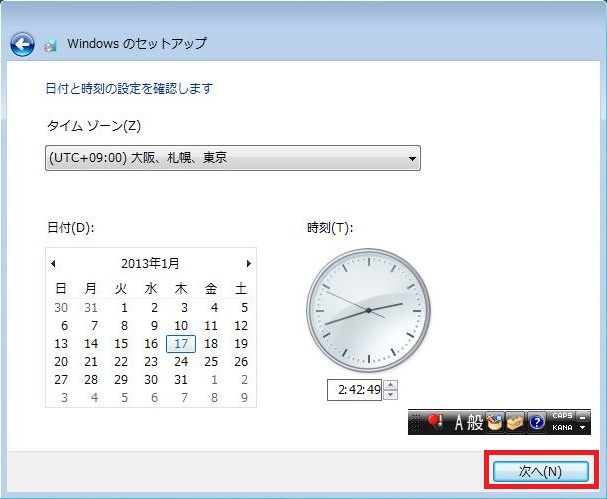 Windows のセットアップ
日付と時刻の設定を確認します
タイム ゾーン(Z)
(UTC+09:00) 大阪、札幌、東京
日付(D):
2013年1月
日 月 火 水 木 金 土
30 31 1 2 3 4 5
6 7 8 9 10 11 12
13 14 15 16 17 18 19
20 21 22 23 24 25 26
27 28 29 30 31 1 2
3 4 5 6 7 8 9
時刻(T):
2:42:49
A 般 ? CAPS
KANA
次へ(N)